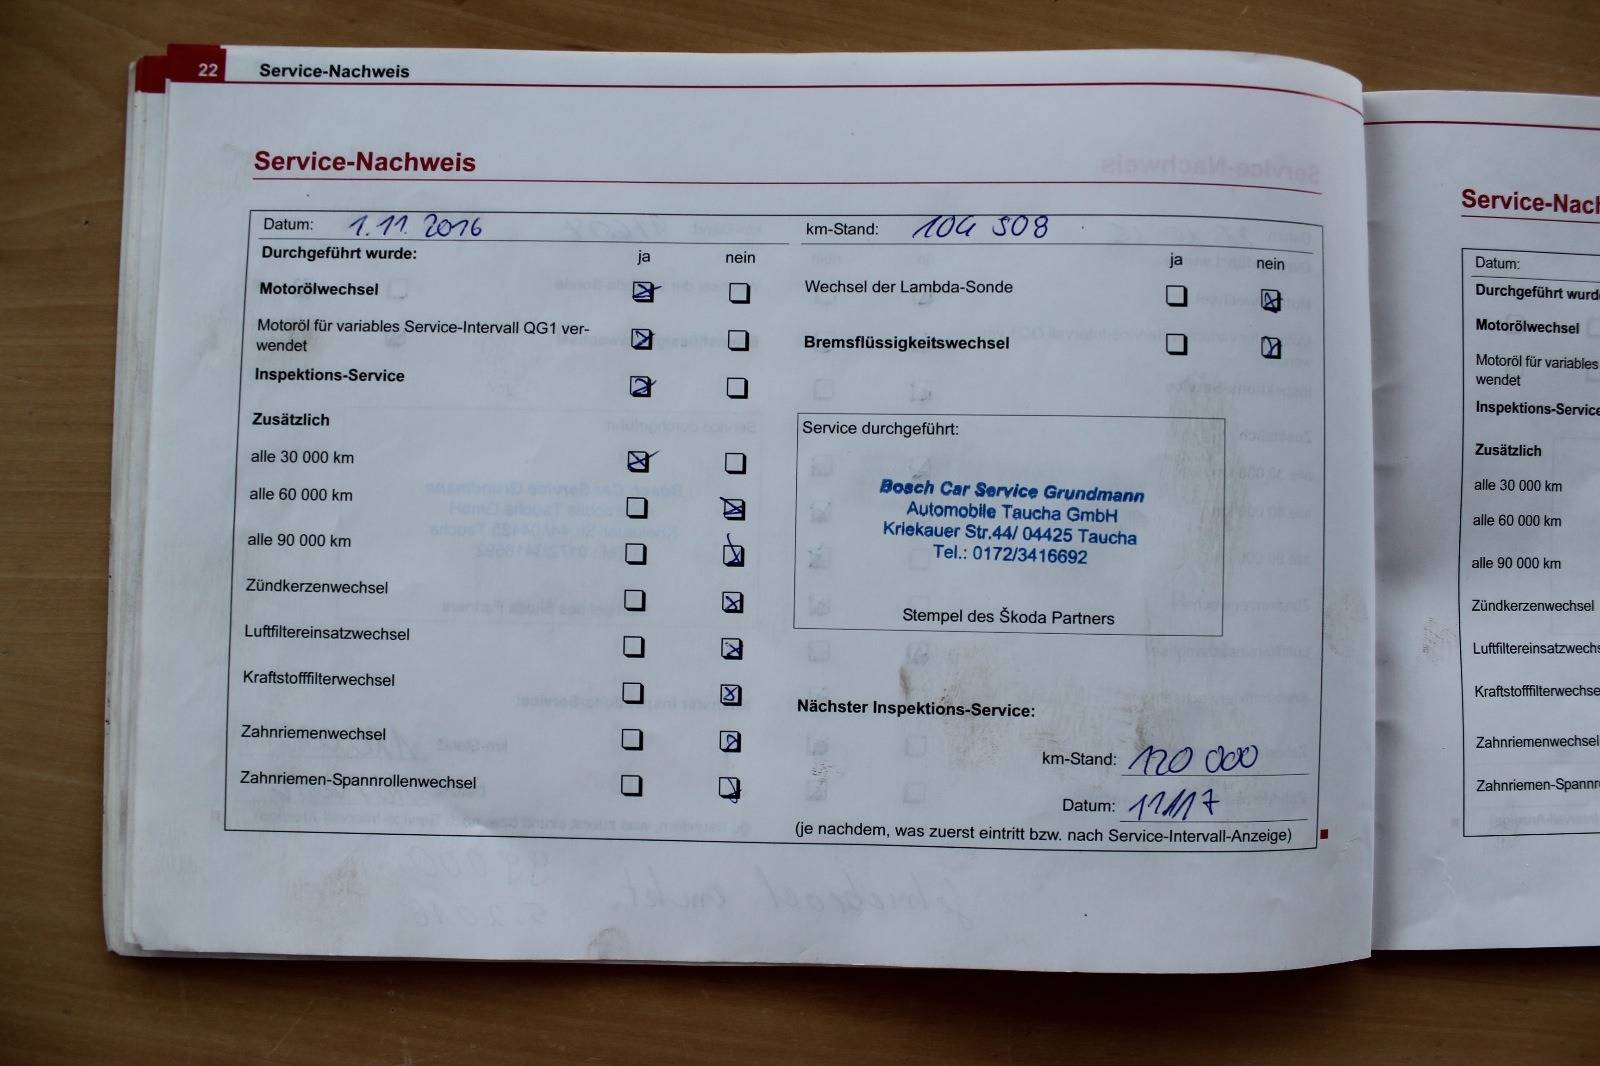 22 Service-Nachweis
Service-Nachweis
Datum: 1.11.2016 km-Stand: 104 508
Durchgeführt wurde: ja nein
Motorölwechsel
Motoröl für variables Service-Intervall QG1 ver-
wendet
Inspektions-Service
Zusätzlich
alle 30 000 km
alle 60 000 km
alle 90 000 km
Zündkerzenwechsel
Luftfiltereinsatzwechsel
Kraftstofffilterwechsel
Zahnriemenwechsel
Zahnriemen-Spannrollenwechsel
ja nein
Wechsel der Lambda-Sonde
Bremsflüssigkeitswechsel
Service durchgeführt:
Bosch Car Service Grundmann
Automobile Taucha GmbH
Kriekauer Str.44/ 04425 Taucha
Tel.: 0172/3416692
Stempel des Škoda Partners
Nächster Inspektions-Service:
km-Stand: 120 000
Datum: 11/17
(je nachdem, was zuerst eintritt bzw. nach Service-Intervall-Anzeige)
Service-Nach
Datum:
Durchgeführt wurde
Motorölwechsel
Motoröl für variables
wendet
Inspektions-Service
Zusätzlich
alle 30 000 km
alle 60 000 km
alle 90 000 km
Zündkerzenwechsel
Luftfiltereinsatzwechs
Kraftstofffilterwechse
Zahnriemenwechsel
Zahnriemen-Spannro